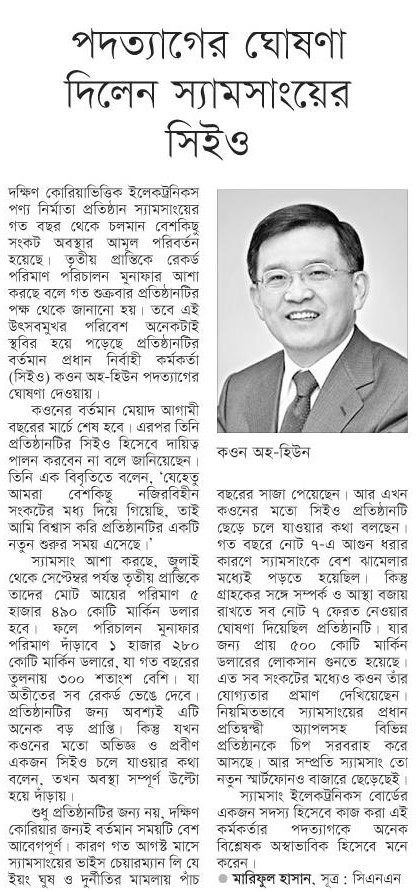 পদত্যাগের ঘোষণা
দিলেন স্যামসাংয়ের
সিইও
দক্ষিণ কোরিয়াভিত্তিক ইলেকট্রনিকস
পণ্য নির্মাতা প্রতিষ্ঠান স্যামসাংয়ের
গত বছর থেকে চলমান বেশকিছু
সংকট অবস্থার আমূল পরিবর্তন
হয়েছে। তৃতীয় প্রান্তিকে রেকর্ড
পরিমাণ পরিচালন মুনাফার আশা
করছে বলে গত শুক্রবার প্রতিষ্ঠানটির
পক্ষ থেকে জানানো হয়। তবে এই
উৎসবমুখর পরিবেশ অনেকটাই
স্থবির হয়ে পড়েছে প্রতিষ্ঠানটির
বর্তমান প্রধান নির্বাহী কর্মকর্তা
(সিইও) কওন অহ-হিউন পদত্যাগের
ঘোষণা দেওয়ায়।
কওনের বর্তমান মেয়াদ আগামী
বছরের মার্চে শেষ হবে। এরপর তিনি
প্রতিষ্ঠানটির সিইও হিসেবে দায়িত্ব
পালন করবেন না বলে জানিয়েছেন।
তিনি এক বিবৃতিতে বলেন, ‘যেহেতু
আমরা বেশকিছু নজিরবিহীন
সংকটের মধ্য দিয়ে গিয়েছি, তাই
আমি বিশ্বাস করি প্রতিষ্ঠানটির একটি
নতুন শুরুর সময় এসেছে।’
স্যামসাং আশা করছে, জুলাই
থেকে সেপ্টেম্বর পর্যন্ত তৃতীয় প্রান্তিকে
তাদের মোট আয়ের পরিমাণ ৫
হাজার ৪৯০ কোটি মার্কিন ডলার
হবে। ফলে পরিচালন মুনাফার
পরিমাণ দাঁড়াবে ১ হাজার ২৮০
কোটি মার্কিন ডলারে, যা গত বছরের
তুলনায় ৩০০ শতাংশ বেশি। যা
অতীতের সব রেকর্ড ভেঙে দেবে।
প্রতিষ্ঠানটির জন্য অবশ্যই এটি
অনেক বড় প্রাপ্তি। কিন্তু যখন
কওনের মতো অভিজ্ঞ ও প্রবীণ
একজন সিইও চলে যাওয়ার কথা
বলেন, তখন অবস্থা সম্পূর্ণ উল্টো
হয়ে দাঁড়ায়।
শুধু প্রতিষ্ঠানটির জন্য নয়, দক্ষিণ
কোরিয়ার জন্যই বর্তমান সময়টি বেশ
আবেগপূর্ণ। কারণ গত আগস্ট মাসে
স্যামসাংয়ের ভাইস চেয়ারম্যান লি যে
ইয়ং ঘুষ ও দুর্নীতির মামলায় পাঁচ
কওন অহ-হিউন
বছরের সাজা পেয়েছেন। আর এখন
কওনের মতো সিইও প্রতিষ্ঠানটি
ছেড়ে চলে যাওয়ার কথা বলছেন।
গত বছরে নোট ৭-এ আগুন ধরার
কারণে স্যামসাংকে বেশ ঝামেলার
মধ্যেই পড়তে হয়েছিল। কিন্তু
গ্রাহকের সঙ্গে সম্পর্ক ও আস্থা বজায়
রাখতে সব নোট ৭ ফেরত নেওয়ার
ঘোষণা দিয়েছিল প্রতিষ্ঠানটি। যার
জন্য প্রায় ৫০০ কোটি মার্কিন
ডলারের লোকসান গুনতে হয়েছে।
এত সব সংকটের মধ্যেও কওন তাঁর
যোগ্যতার প্রমাণ দেখিয়েছেন।
নিয়মিতভাবে স্যামসাংয়ের প্রধান
প্রতিদ্বন্দ্বী অ্যাপলসহ বিভিন্ন
প্রতিষ্ঠানকে চিপ সরবরাহ করে
আসছে। আর সম্প্রতি স্যামসাং তো
নতুন স্মার্টফোনও বাজারে ছেড়েছেই।
স্যামসাং ইলেকট্রনিকস বোর্ডের
একজন সদস্য হিসেবে কাজ করা এই
কর্মকর্তার পদত্যাগকে অনেক
বিশ্লেষক অস্বাভাবিক হিসেবে মনে
করেন।
● মারিফুল হাসান, সূত্র : সিএনএন